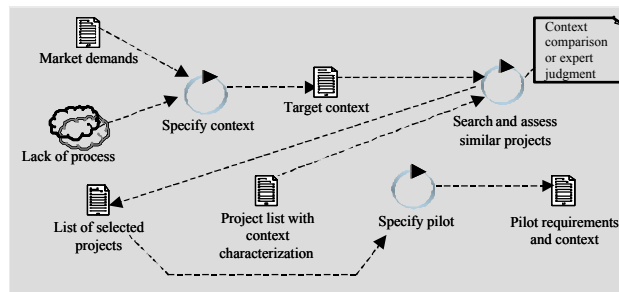 Market demands
Context
comparison
or expert
judgment
Specify context
Target context
Search and assess
similar projects
Lack of process
List of selected
projects
Project list with
context
characterization
Specify pilot
Pilot requirements
and context